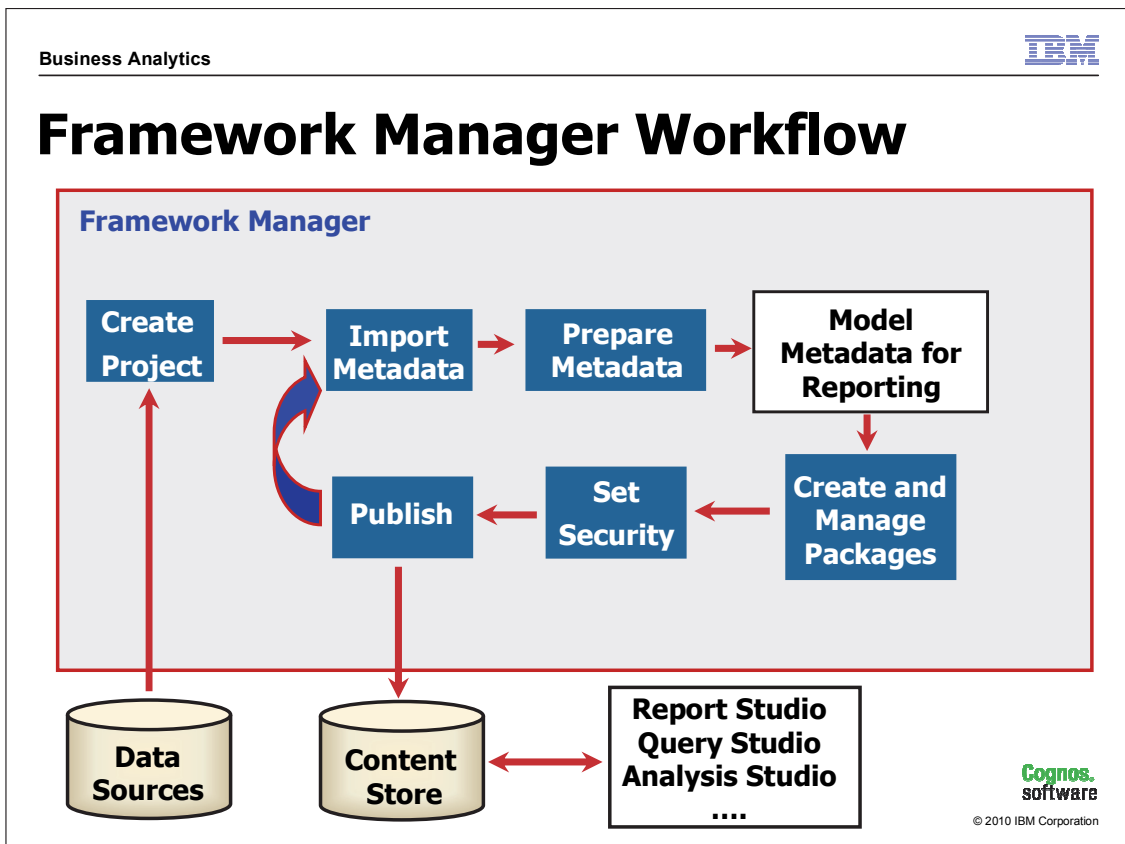 Business Analytics
IBM
Framework Manager Workflow
Framework Manager
Create
Project
Import
Metadata
Prepare
Metadata
Model
Metadata for
Reporting
Publish
Set
Security
Create and
Manage
Packages
Data
Sources
Content
Store
Report Studio
Query Studio
Analysis Studio
....
Cognos.
software
© 2010 IBM Corporation